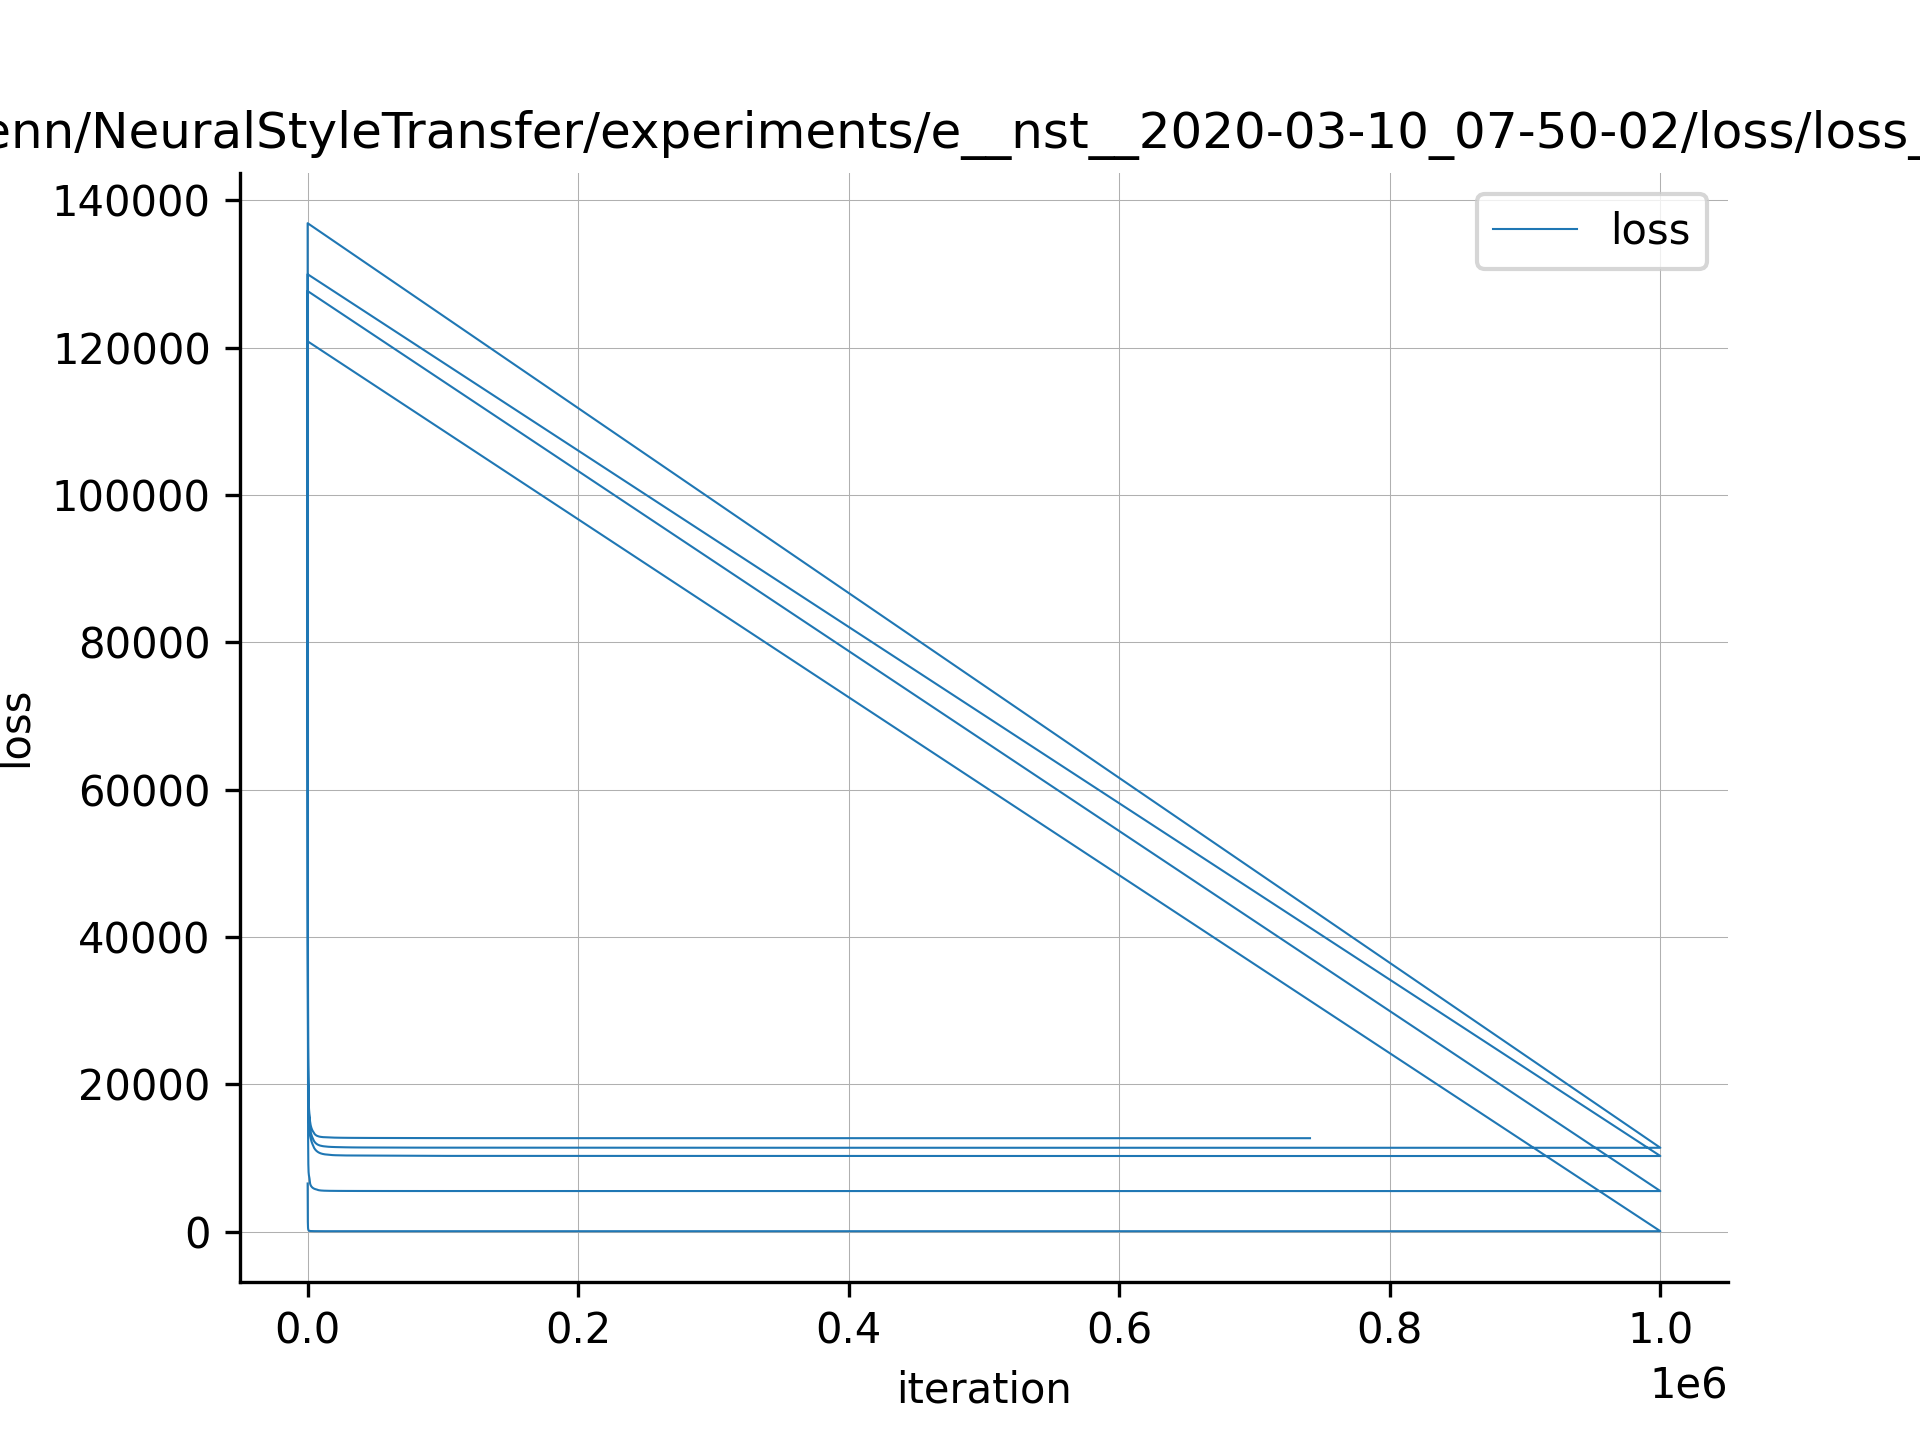 enn/NeuralStyleTransfer/experiments/e__nst__2020-03-10_07-50-02/loss/loss_
loss
140000
120000
100000
80000
60000
40000
20000
0
loss
0.0 0.2 0.4 0.6 0.8 1.0
1e6
iteration